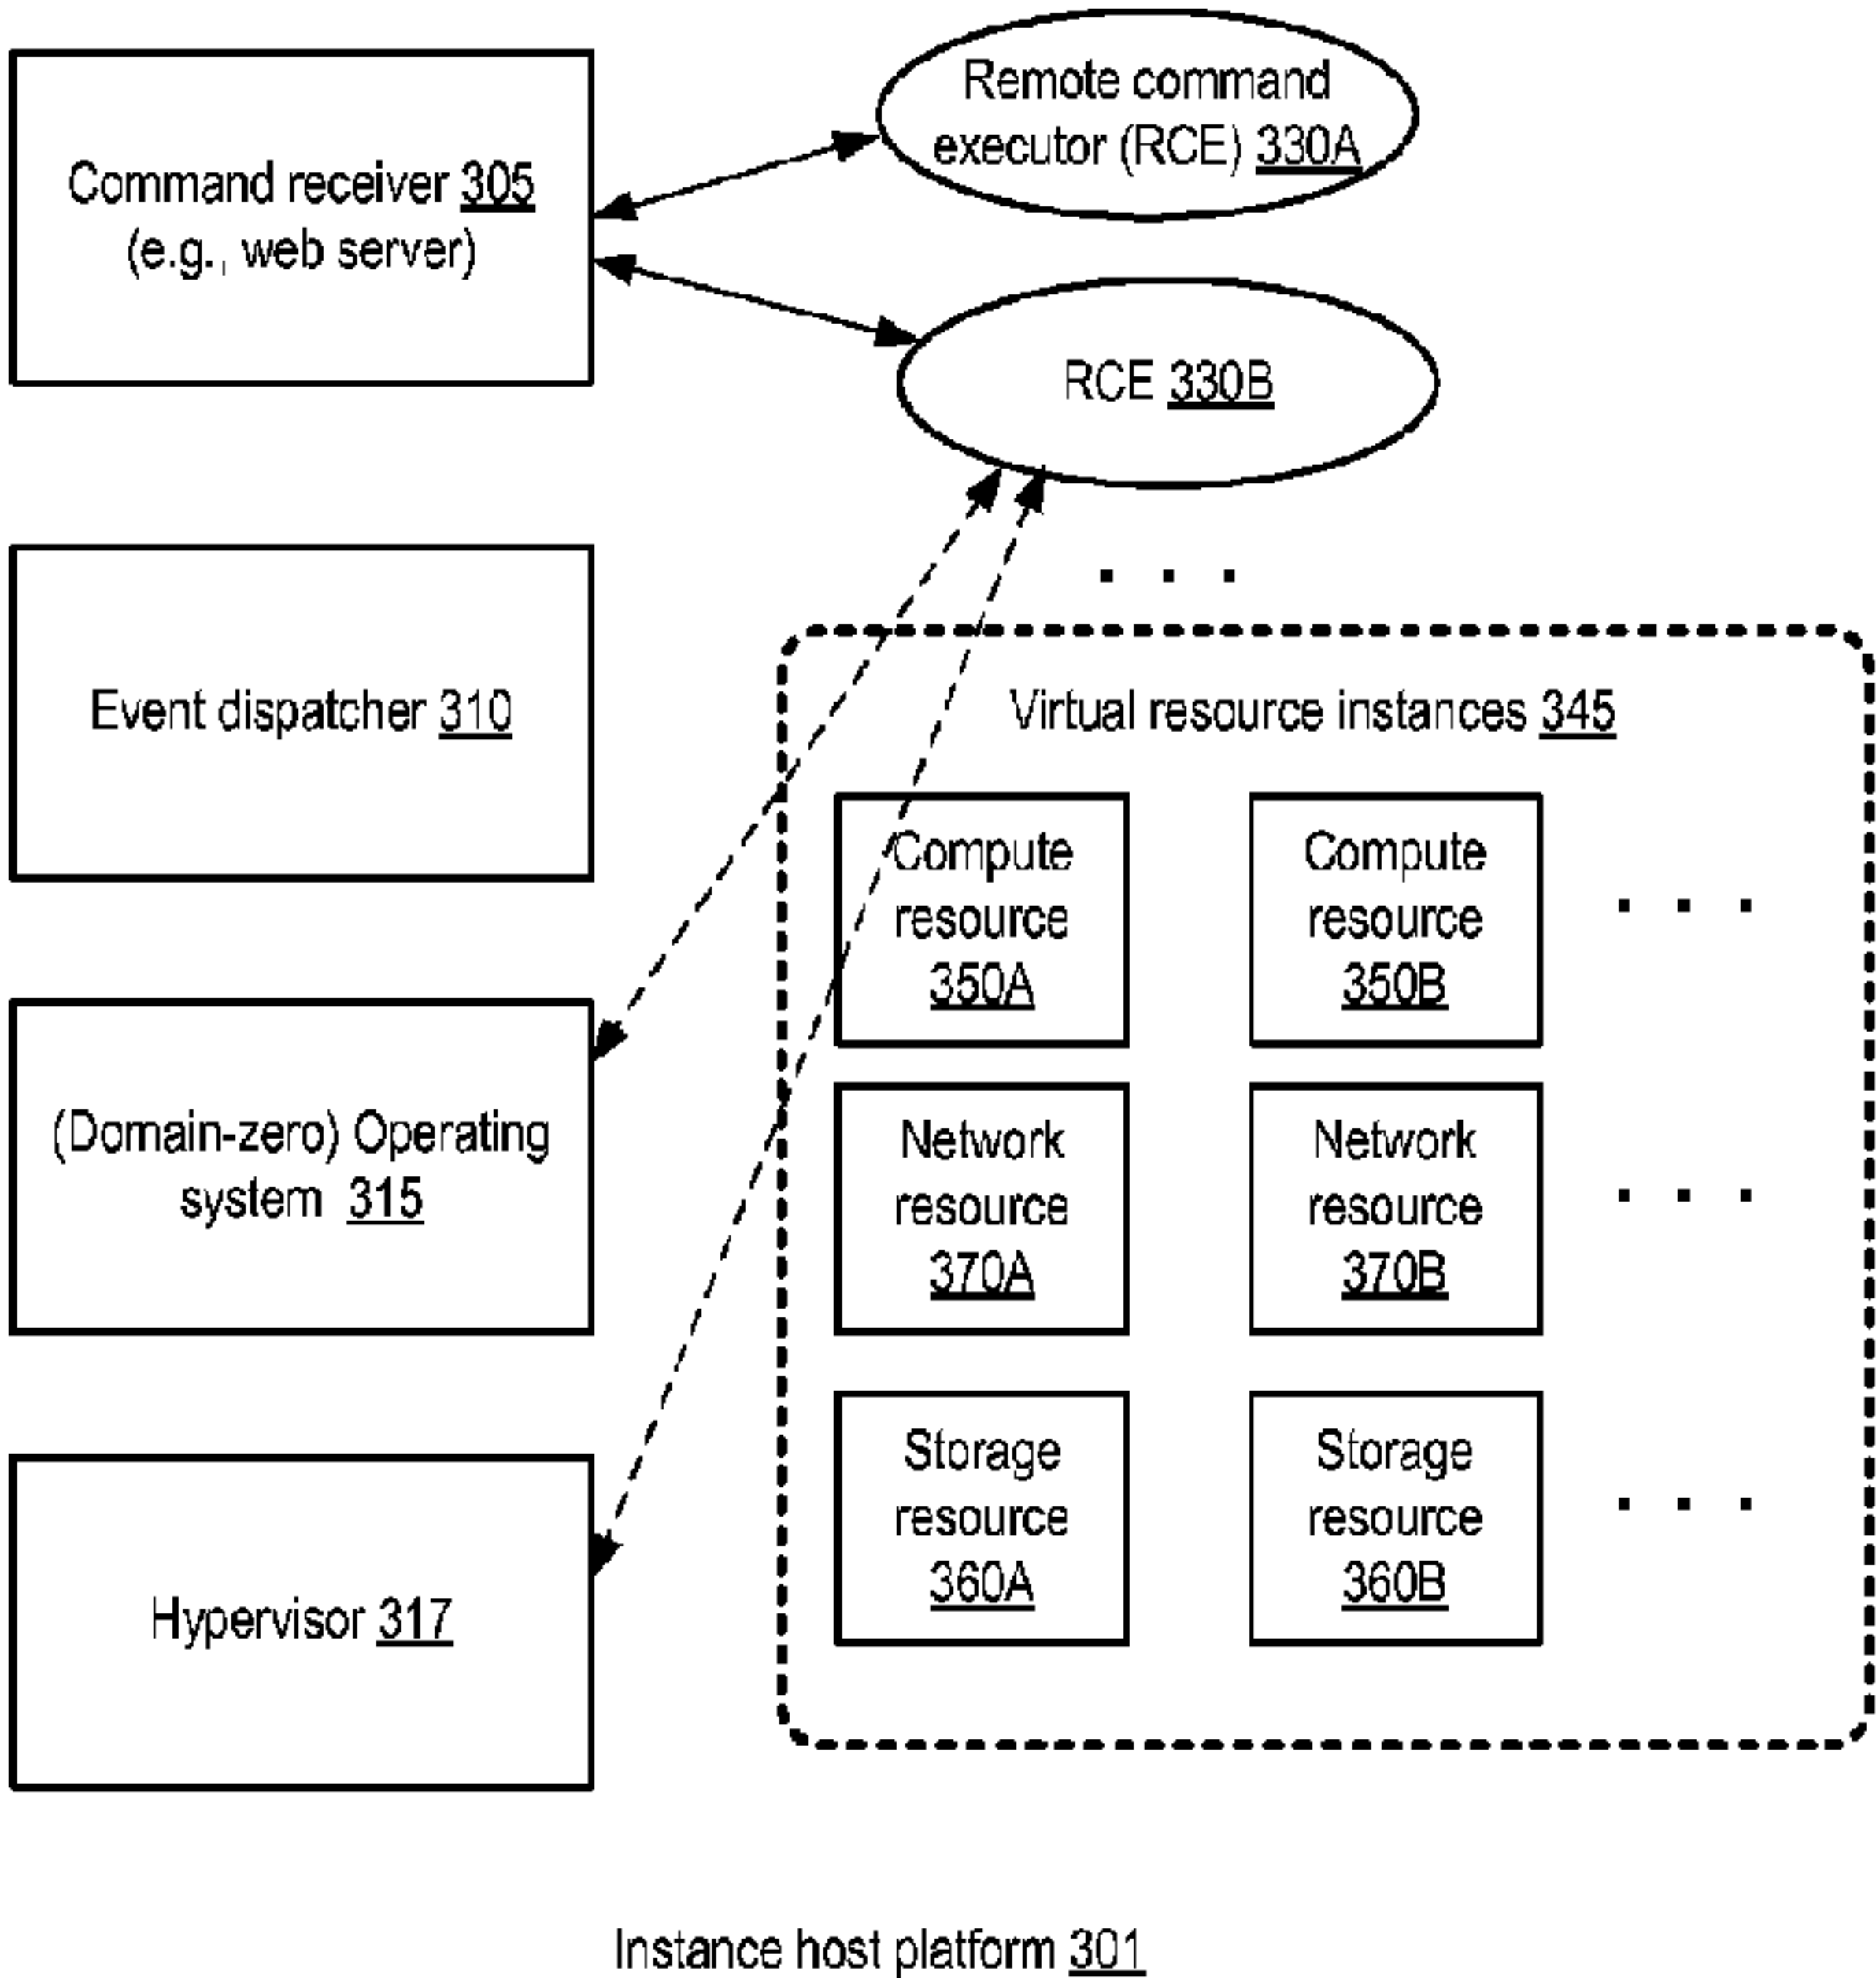 Remote command
executor (RCE) 330A
Command receiver 305
(e.g., web server)
RCE 330B
Event dispatcher 310
Virtual resource instances 345
Compute
resource
350A
Compute
resource
350B
(Domain-zero) Operating
system 315
Network
resource
370A
Network
resource
370B
Storage
resource
360A
Storage
resource
360B
Hypervisor 317
Instance host platform 301